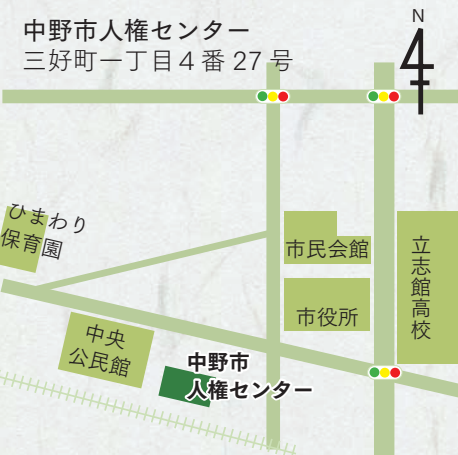 中野市人権センター
三好町一丁目4番27号
N
ひまわり
保育園
市民会館
立志館高校
市役所
中央
公民館
中野市
人権センター